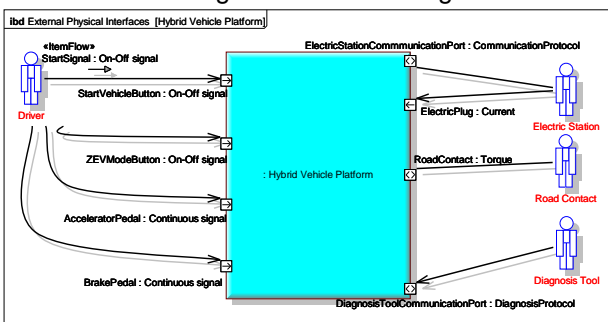 ibd External Physical Interfaces [Hybrid Vehicle Platform]
«ItemFlow»
StartSignal : On-Off signal
ElectricStationCommmunicationPort : CommunicationProtocol
StartVehicleButton : On-Off signal
Driver
ElectricPlug : Current
Electric Station
ZEVModeButton : On-Off signal
RoadContact : Torque
: Hybrid Vehicle Platform
Road Contact
AcceleratorPedal : Continuous signal
BrakePedal : Continuous signal
Diagnosis Tool
DiagnosisToolCommunicationPort : DiagnosisProtocol